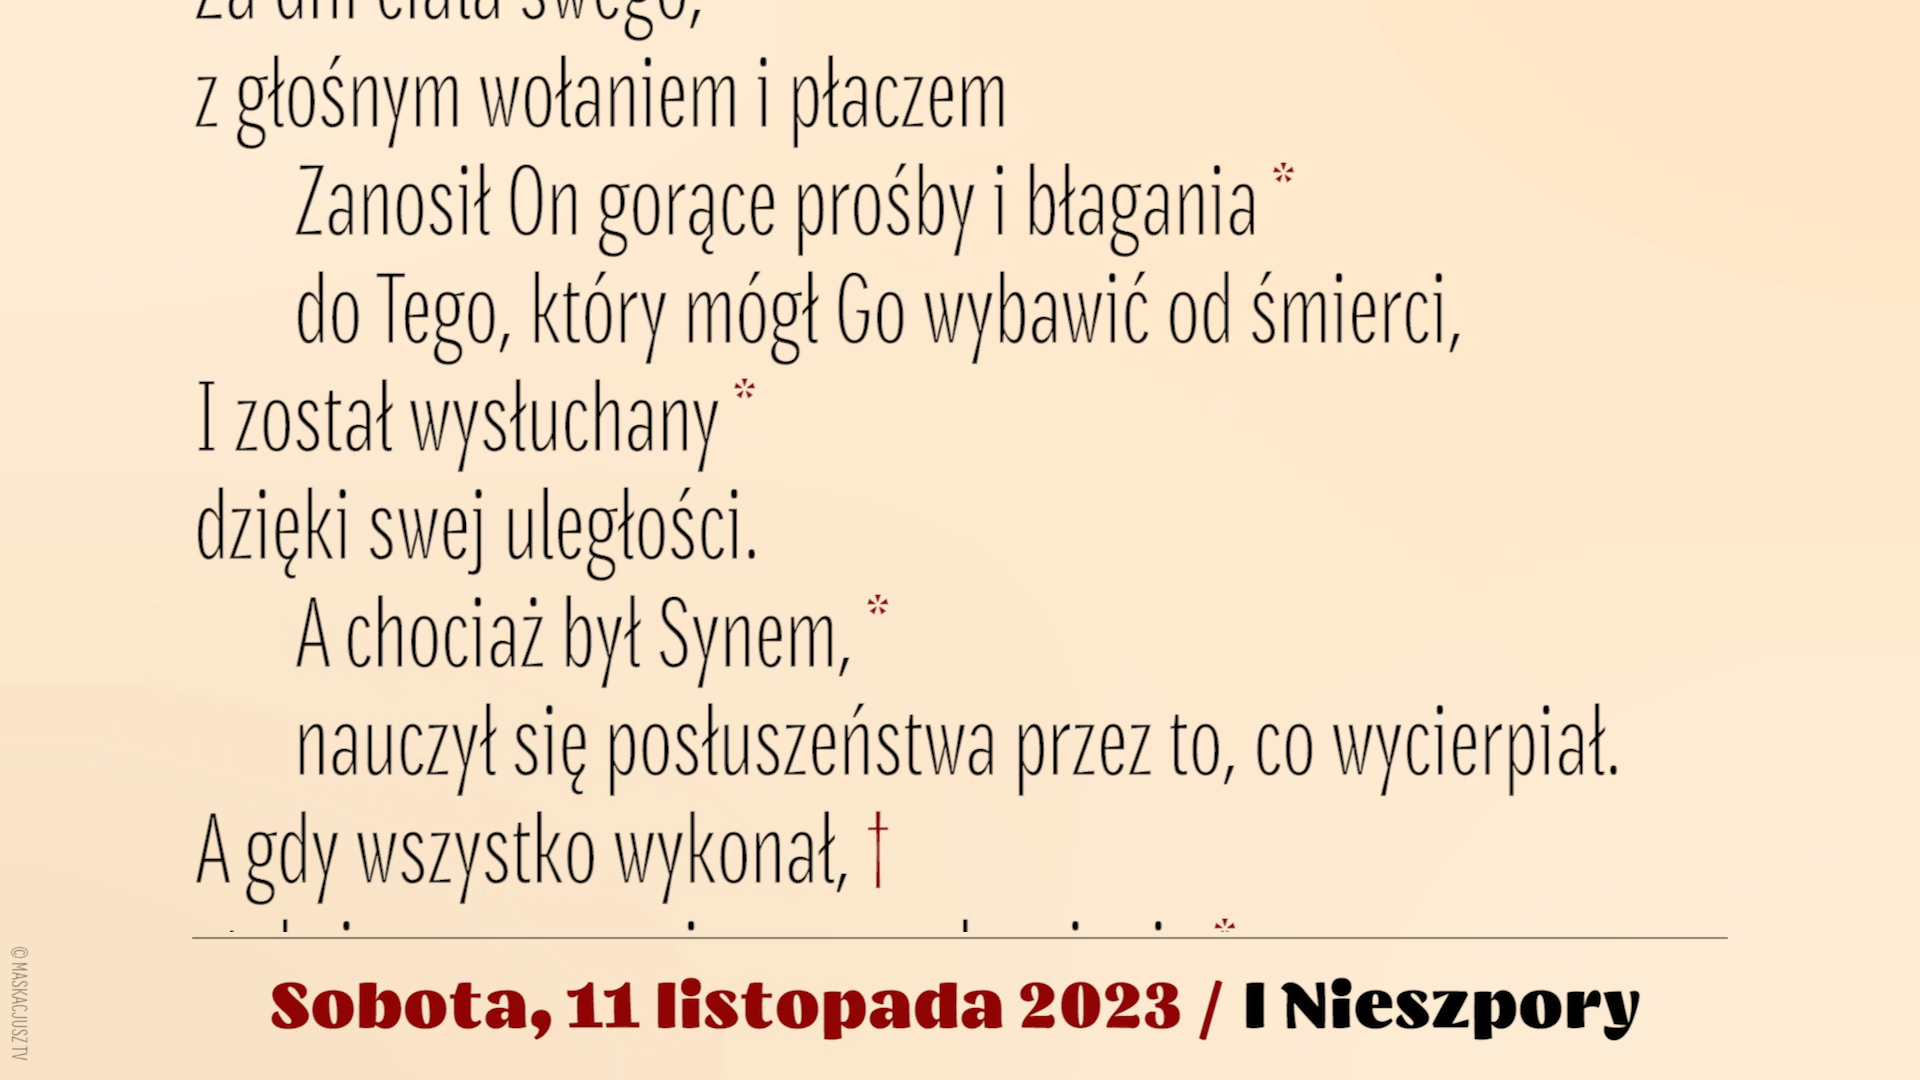 z głośnym wołaniem i płaczem
Zanosił On gorące prośby i błagania *
do Tego, który mógł Go wybawić od śmierci,
I został wysłuchany *
dzięki swej uległości.
A chociaż był Synem, *
nauczył się posłuszeństwa przez to, co wycierpiał.
A gdy wszystko wykonał, †
*
Sobota, 11 listopada 2023 / I Nieszpory
© MASKACJUSZ TV